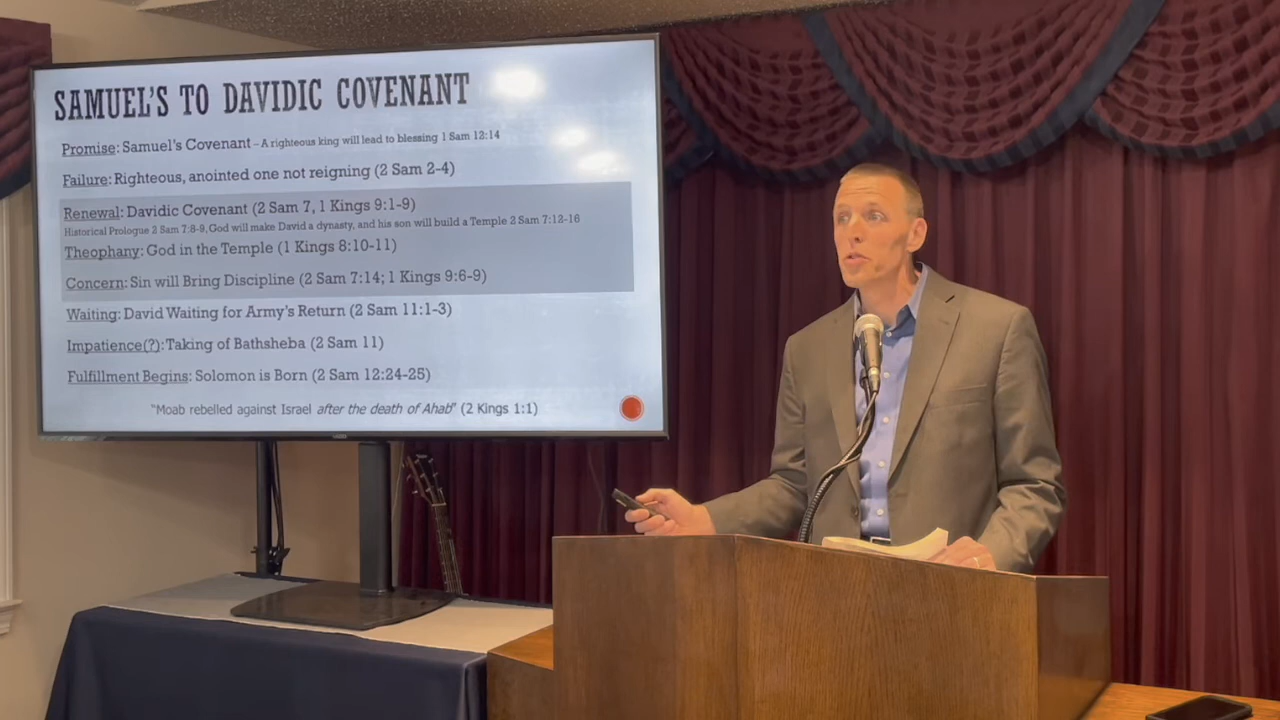 SAMUEL'S TO DAVIDIC COVENANT
Promise: Samuel's Covenant – A righteous king will lead to blessing 1 Sam 12:14
Failure: Righteous, anointed one not reigning (2 Sam 2-4)
Renewal: Davidic Covenant (2 Sam 7, 1 Kings 9:1-9)
Historical Prologue 2 Sam 7:8-9, God will make David a dynasty, and his son will build a Temple 2 Sam 7:12-16
Theophany: God in the Temple (1 Kings 8:10-11)
Concern: Sin will Bring Discipline (2 Sam 7:14; 1 Kings 9:6-9)
Waiting: David Waiting for Army's Return (2 Sam 11:1-3)
Impatience(?): Taking of Bathsheba (2 Sam 11)
Fulfillment Begins: Solomon is Born (2 Sam 12:24-25)
"Moab rebelled against Israel after the death of Ahab" (2 Kings 1:1)